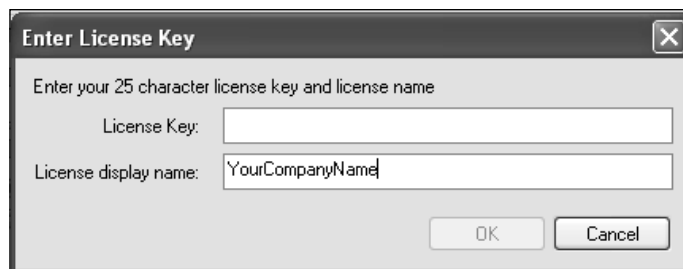 Enter License Key
Enter your 25 character license key and license name
License Key:
License display name: YourCompanyName
OK Cancel